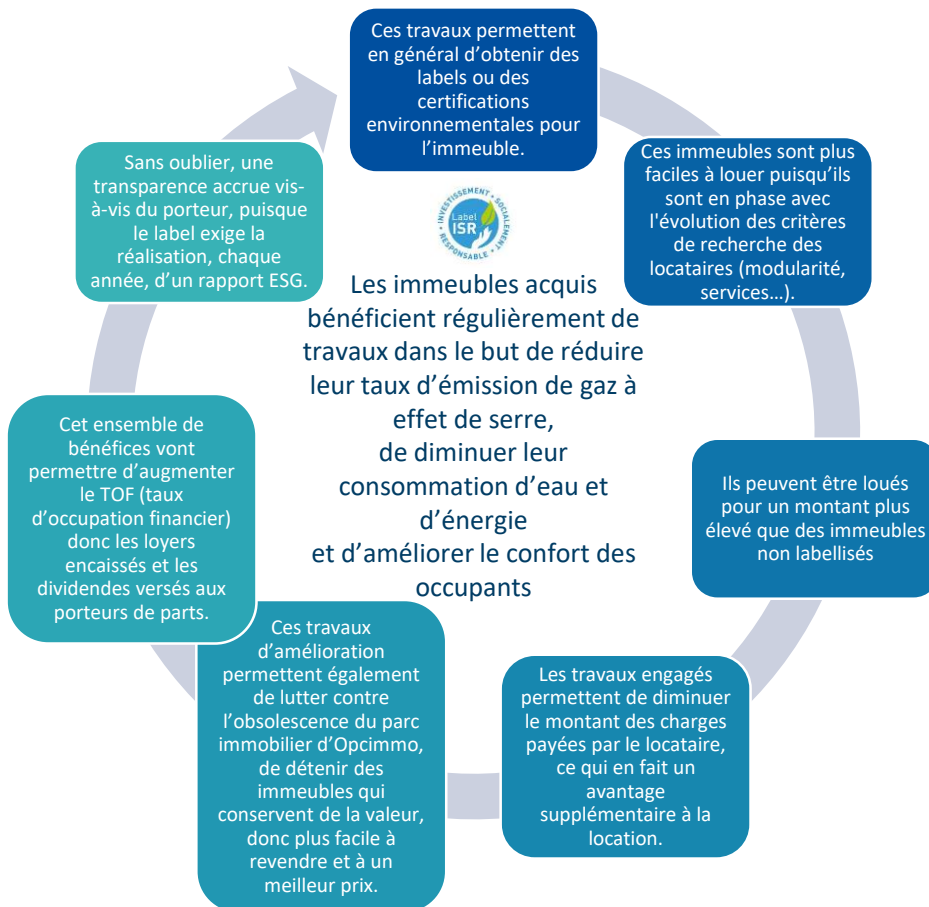 Ces travaux permettent
en général d'obtenir des
labels ou des
certifications
environnementales pour
l'immeuble.
Ces immeubles sont plus
faciles à louer puisqu'ils
sont en phase avec
l'évolution des critères
de recherche des
locataires (modularité,
services…).
Ils peuvent être loués
pour un montant plus
élevé que des immeubles
non labellisés
Les travaux engagés
permettent de diminuer
le montant des charges
payées par le locataire,
ce qui en fait un
avantage
supplémentaire à la
location.
Ces travaux
d'amélioration
permettent également
de lutter contre
l'obsolescence du parc
immobilier d'Opcimmo,
de détenir des
immeubles qui
conservent de la valeur,
donc plus facile à
revendre et à un
meilleur prix.
Cet ensemble de
bénéfices vont
permettre d'augmenter
le TOF (taux
d'occupation financier)
donc les loyers
encaissés et les
dividendes versés aux
porteurs de parts.
Sans oublier, une
transparence accrue vis-
à-vis du porteur, puisque
le label exige la
réalisation, chaque
année, d'un rapport ESG.
INVESTISSEMENT SOCIALEMENT RESPONSABLE
Label
ISR
Les immeubles acquis
bénéficient régulièrement de
travaux dans le but de réduire
leur taux d'émission de gaz à
effet de serre,
de diminuer leur
consommation d'eau et
d'énergie
et d'améliorer le confort des
occupants